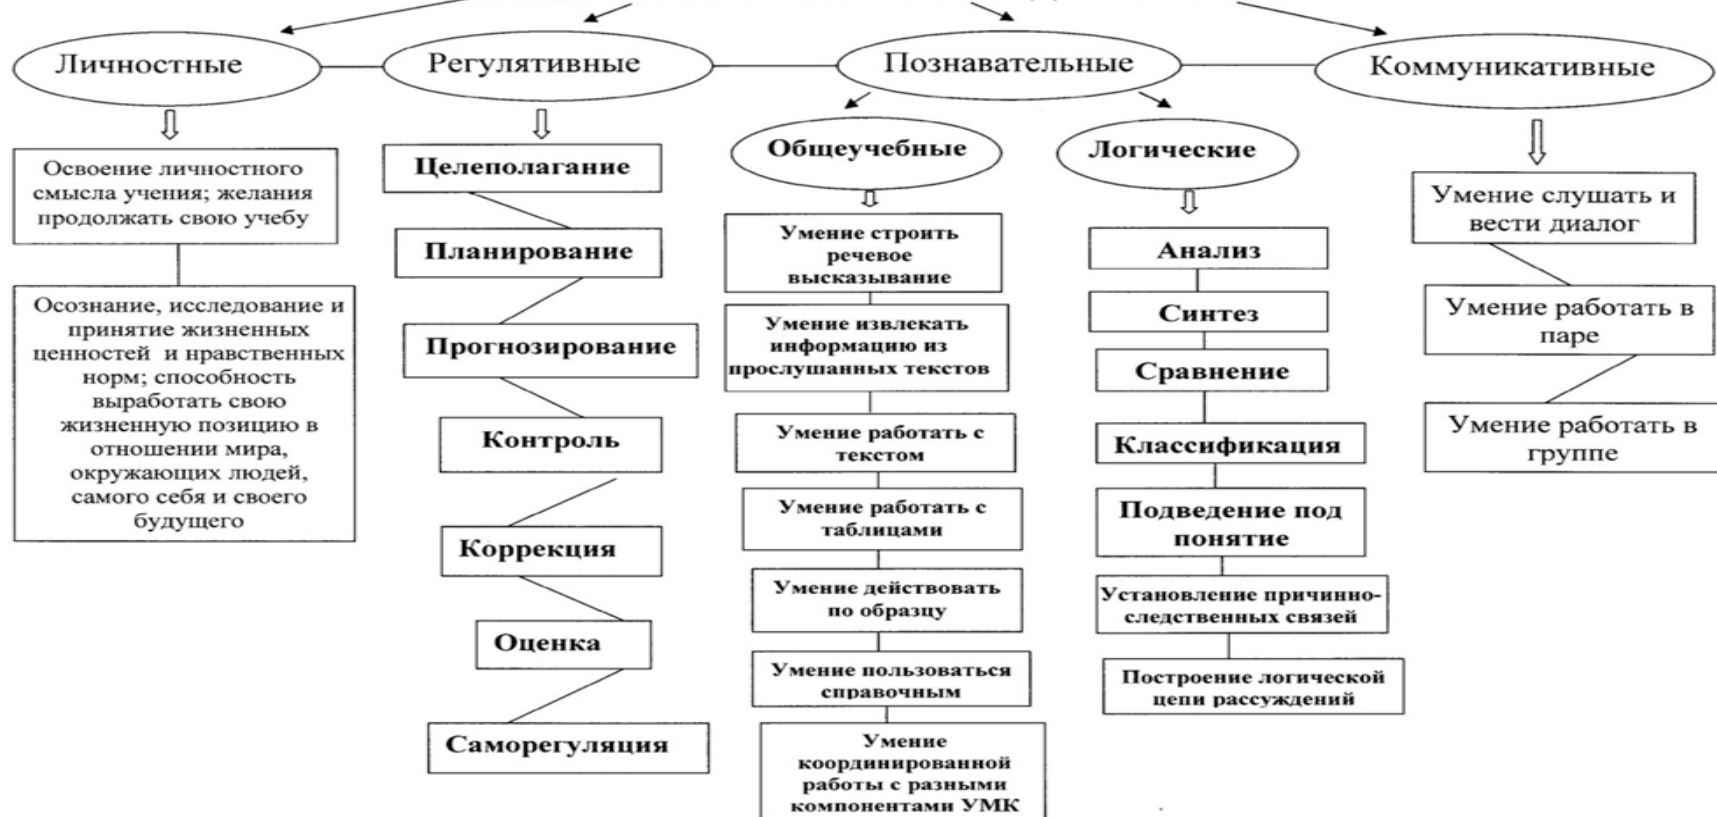 Личностные
Регулятивные
Познавательные
Коммуникативные
Освоение личностного
смысла учения; желания
продолжать свою учебу
Осознание, исследование и
принятие жизненных
ценностей и нравственных
норм; способность
выработать свою
жизненную позицию в
отношении мира,
окружающих людей,
самого себя и своего
будущего
Целеполагание
Планирование
Прогнозирование
Контроль
Коррекция
Оценка
Саморегуляция
Общеучебные
Умение строить
речевое
высказывание
Умение извлекать
информацию из
прослушанных текстов
Умение работать с
текстом
Умение работать с
таблицами
Умение действовать
по образцу
Умение пользоваться
справочным
Умение
координированной
работы с разными
компонентами УМК
Логические
Анализ
Синтез
Сравнение
Классификация
Подведение под
понятие
Установление причинно-
следственных связей
Построение логической
цепи рассуждений
Умение слушать и
вести диалог
Умение работать в
паре
Умение работать в
группе